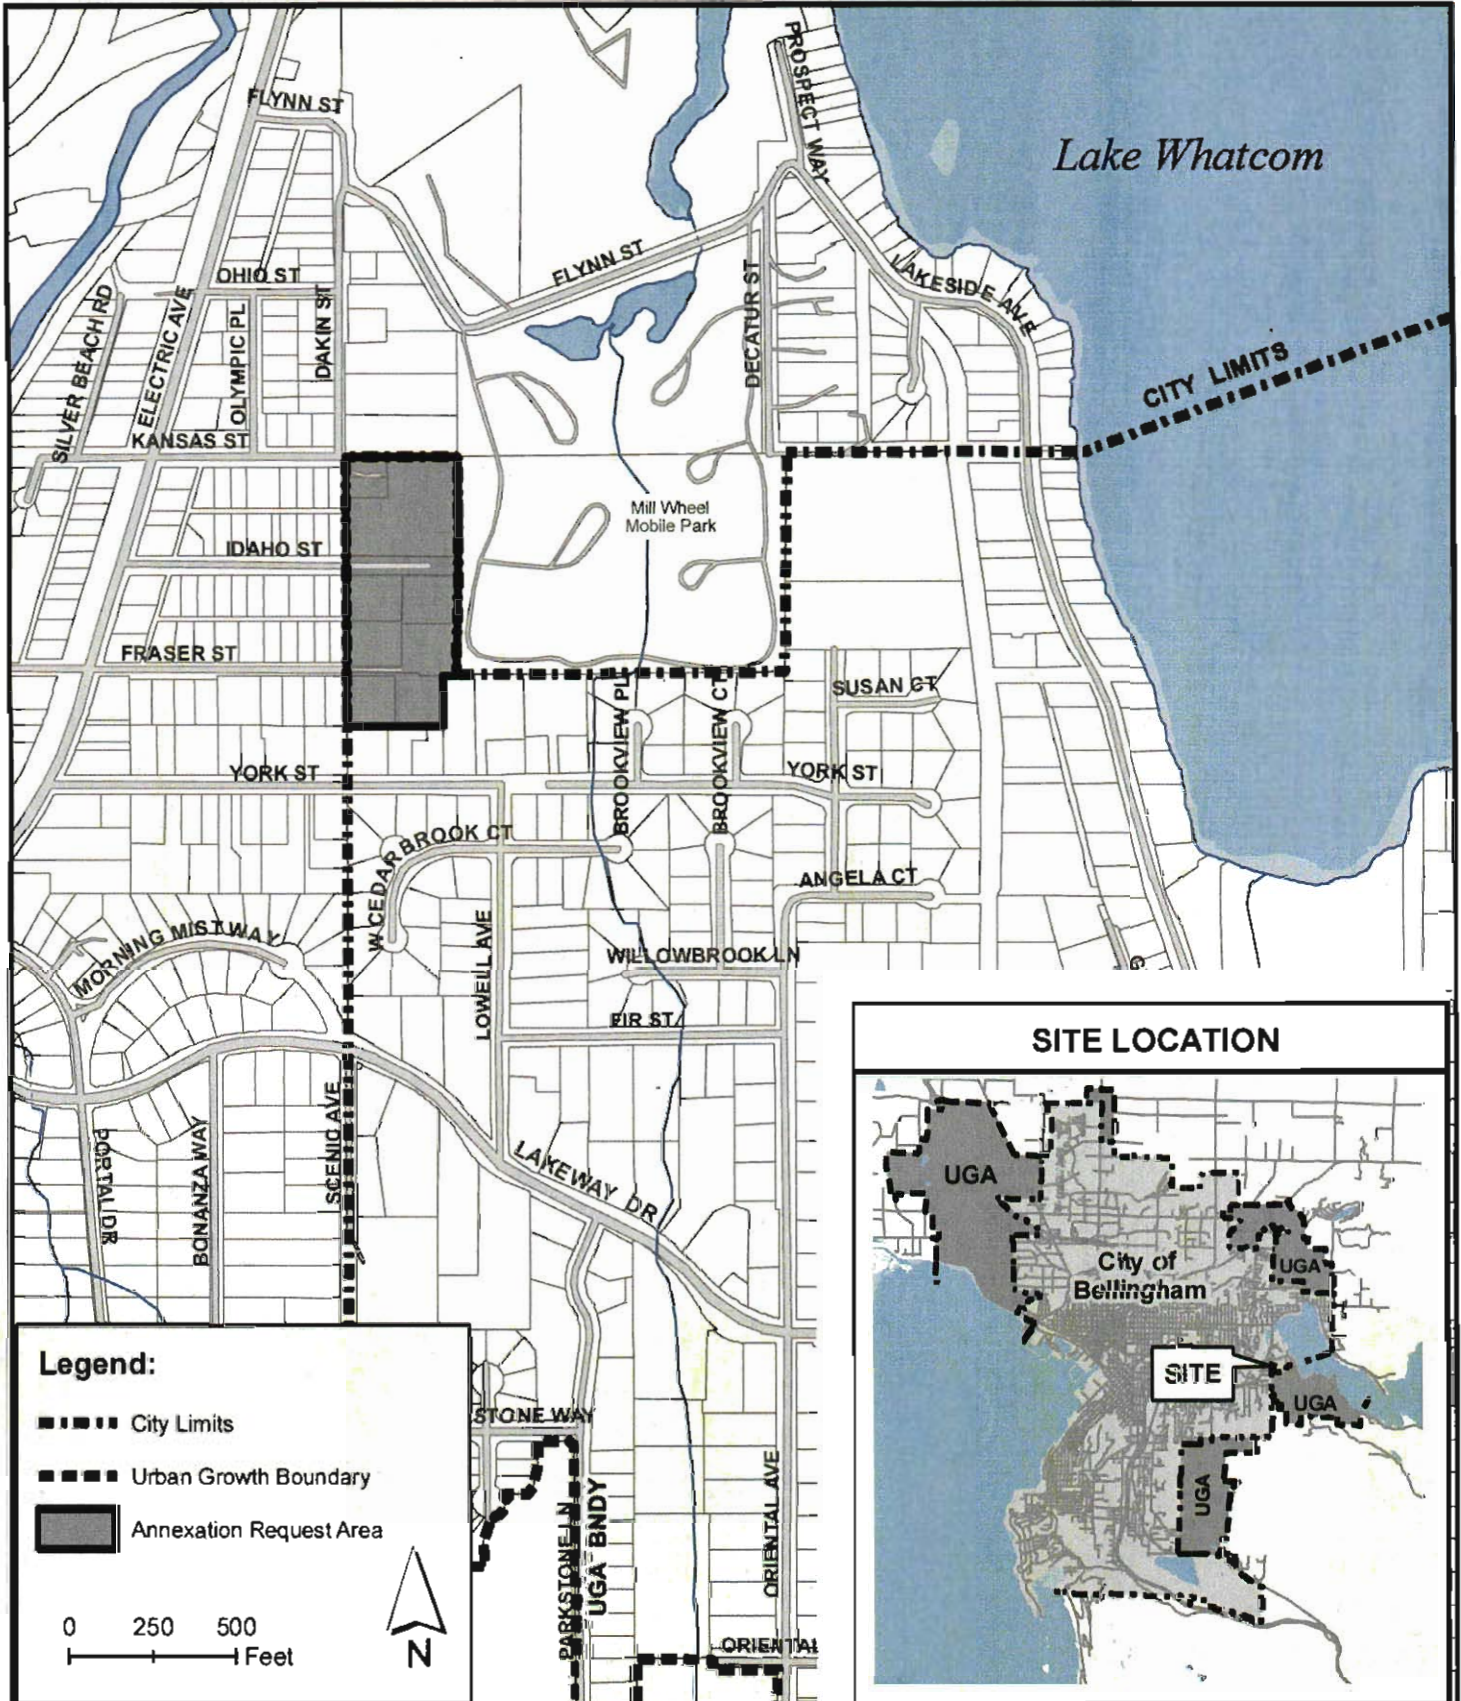 PROSPECT WAY
FLYNN ST
Lake Whatcom
FLYNN ST
OHIO ST
LAKESIDE AVE
SILVER BEACH RD
ELECTRIC AVE
OLYMPIC PL
DAKIN ST
DECATUR ST
CITY LIMITS
KANSAS ST
Mill Wheel
Mobile Park
IDAHO ST
FRASER ST
SUSAN CT
BROOKVIEW PL
BROOKVIEW CT
YORK ST
YORK ST
W CEDARBROOK CT
ANGELA CT
MORNING MIST WAY
LOWELL AVE
WILLOWBROOK LN
FIR ST
SCENIC AVE
PORTAL DR
BONANZA WAY
LAKEWAY DR
STONE WAY
PARKSTONE LN
UGA BNDY
ORIENTAL AVE
ORIENTAL
Legend:
City Limits
Urban Growth Boundary
Annexation Request Area
0 250 500
Feet
N
SITE LOCATION
UGA
City of
Bellingham
UGA
SITE
UGA
UGA